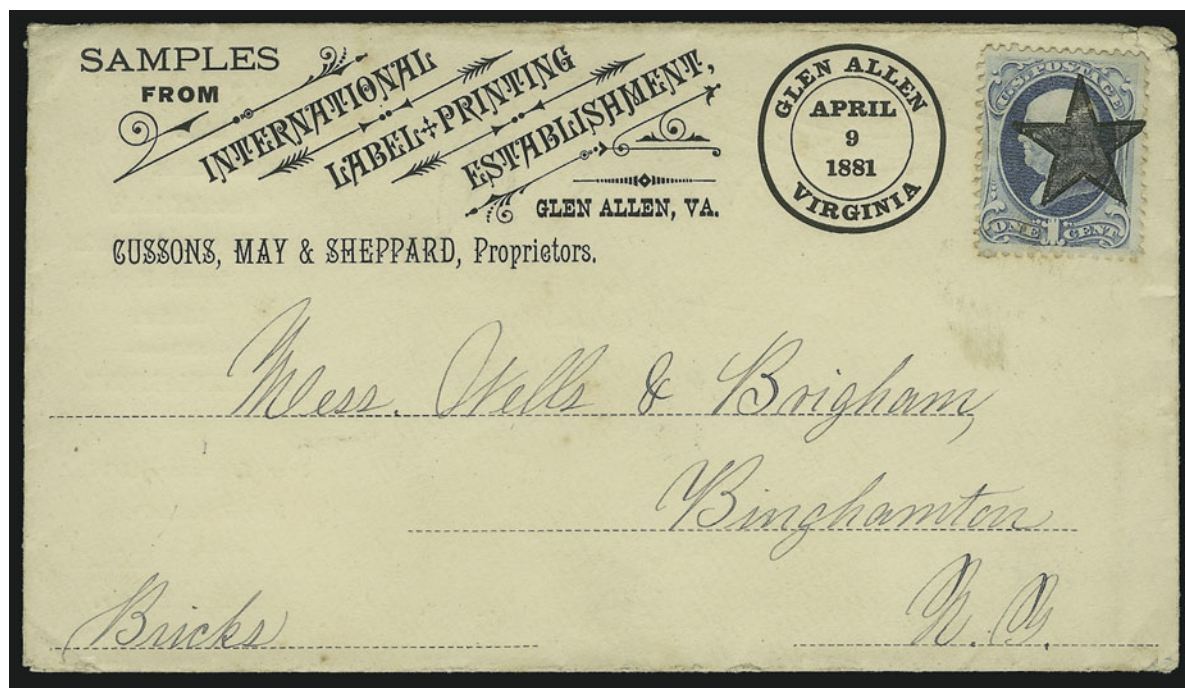 SAMPLES
FROM
INTERNATIONAL
LABEL + PRINTING
ESTABLISHMENT,
GLEN ALLEN, VA.
CUSSONS, MAY & SHEPPARD, Proprietors.
GLEN ALLEN
APRIL
9
1881
VIRGINIA
U.S. POSTAGE
ONE 1 CENT
Mess. Wells & Brigham,
Binghamton
N. Y.
Bricks